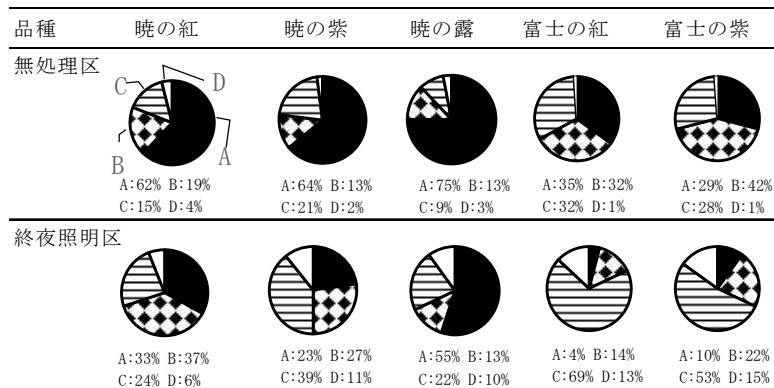 品種 暁の紅 暁の紫 暁の露 富士の紅 富士の紫
無処理区
C D
B A
A:62% B:19% A:64% B:13% A:75% B:13% A:35% B:32% A:29% B:42%
C:15% D:4% C:21% D:2% C:9% D:3% C:32% D:1% C:28% D:1%
終夜照明区
A:33% B:37% A:23% B:27% A:55% B:13% A:4% B:14% A:10% B:22%
C:24% D:6% C:39% D:11% C:22% D:10% C:69% D:13% C:53% D:15%